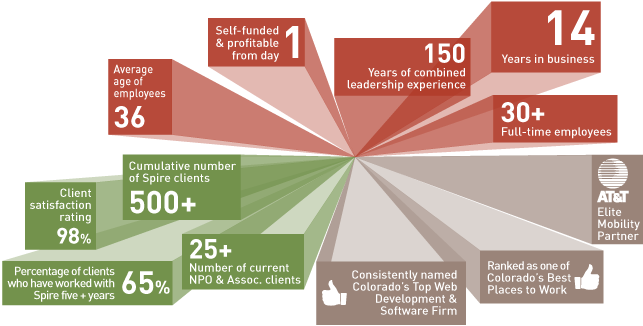 Self-funded
& profitable
from day 1
14
Years in business
150
Years of combined
leadership experience
Average
age of
employees
36
30+
Full-time employees
Cumulative number
of Spire clients
500+
AT&T
Elite
Mobility
Partner
Client
satisfaction
rating
98%
25+
Number of current
NPO & Assoc. clients
Percentage of clients
who have worked with
Spire five + years
65%
Consistently named
Colorado's Top Web
Development &
Software Firm
Ranked as one of
Colorado's Best
Places to Work